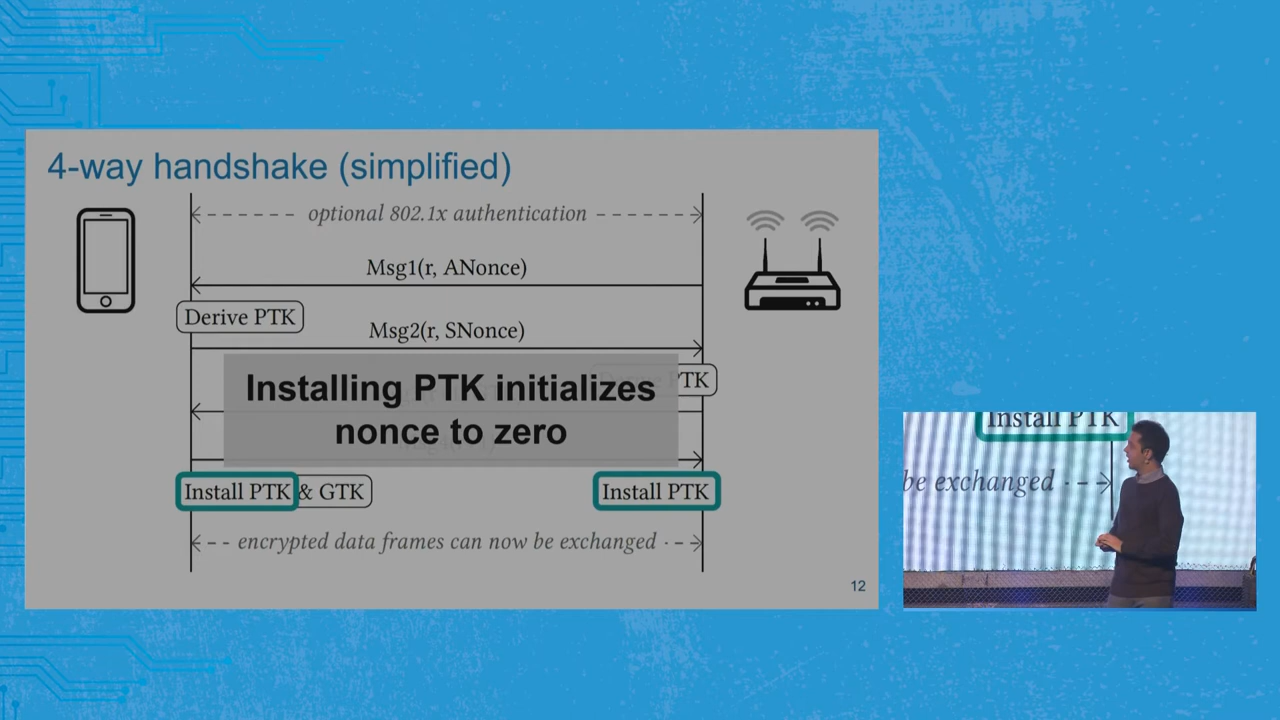 4-way handshake (simplified)
optional 802.1x authentication
Msg1(r, ANonce)
Derive PTK
Msg2(r, SNonce)
PTK
Installing PTK initializes
nonce to zero
Install PTK & GTK
Install PTK
encrypted data frames can now be exchanged
12
Install PTK
be exchanged